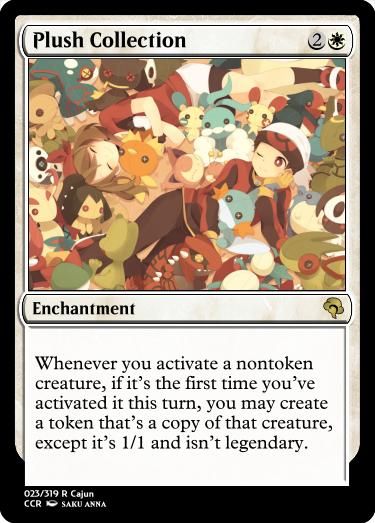 Plush Collection 2
Enchantment
Whenever you activate a nontoken
creature, if it's the first time you've
activated it this turn, you may create
a token that's a copy of that creature,
except it's 1/1 and isn't legendary.
023/319 R Cajun
CCR SAKU ANNA